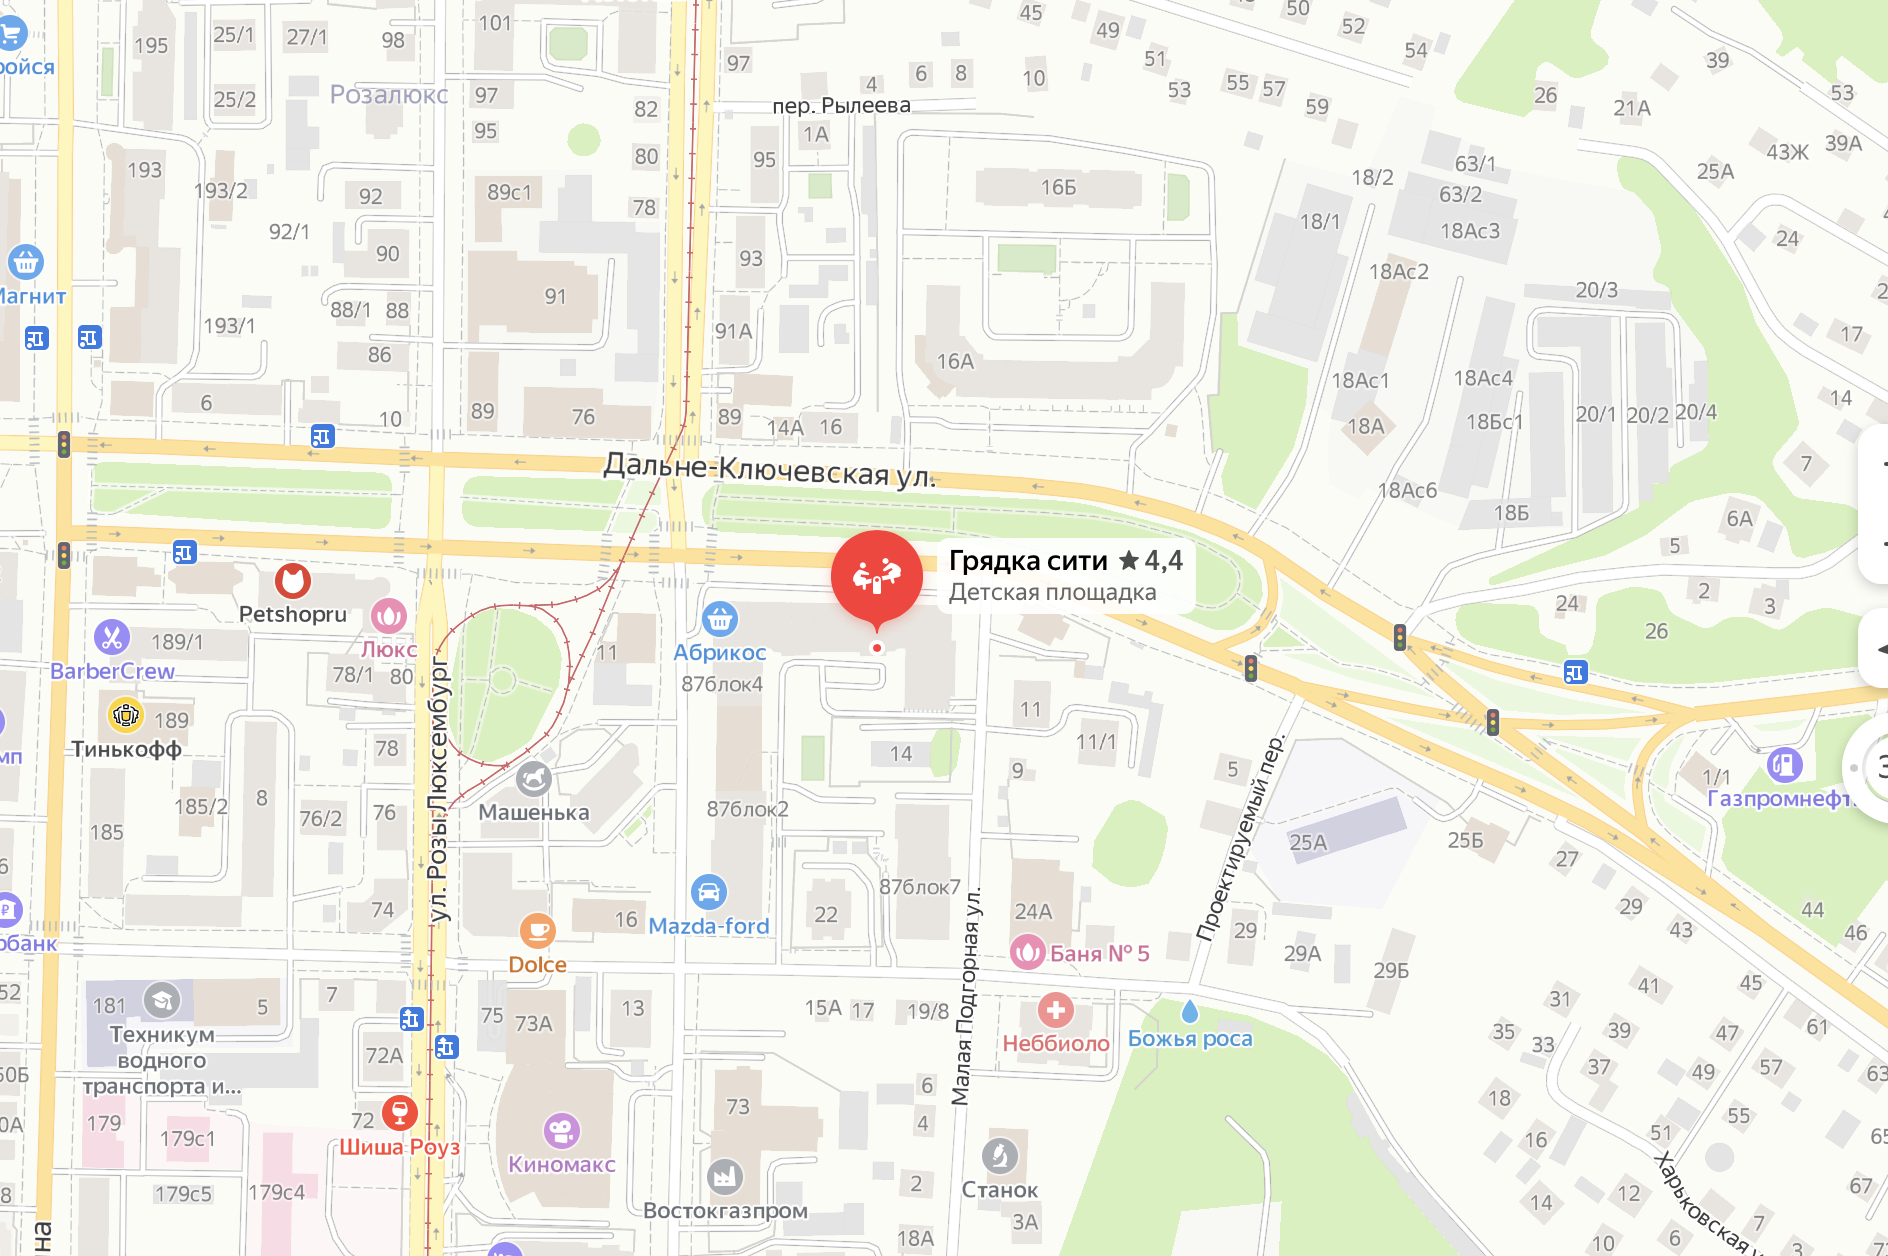 101
45
50
49
52
54
195
25/1
27/1
98
97
51
39
ройся
4
6
8
10
55
57
53
59
26
21А
53
25/2
Розалюкс
97
82
пер. Рылеева
95
1А
95
39А
43Ж
193
80
63/1
25А
193/2
92
89с1
16Б
18/2
63/2
78
18/1
18Ас3
92/1
90
93
24
18Ас2
Магнит
91
20/3
88/1
88
193/1
91А
17
86
16А
18Ас1
18Ас4
6
10
89
76
89
14А
16
18А
18Бс1
20/1
20/2
20/4
14
Дальне-Ключевская ул.
7
18Ас6
18Б
6А
5
Грядка сити ★ 4,4
Детская площадка
Petshopru
24
2
3
26
BarberCrew
189/1
Люкс
78/1
80
11
Абрикос
87блок4
189
Тинькофф
ул. Розы Люксембург
78
14
11
11/1
9
5
Проектируемый пер.
1/1
Газпромнефть
185/2
8
76/2
76
Машенька
87блок2
185
25А
25Б
27
87блок7
74
16
22
24А
29
29
43
44
46
Mazda-ford
Dolce
Малая Подгорная ул.
Баня № 5
29А
29Б
45
41
31
52
181
5
7
75
73А
13
15А
17
19/8
Неббиоло
Божья роса
Техникум
водного
транспорта и...
72А
35
33
39
47
61
37
49
57
63
6
18
55
179
179с1
72
Шиша Роуз
Киномакс
73
4
51
16
65
179с5
179с4
Востокгазпром
2
Станок
3А
18А
Харьковская
14
12
67
7
10
6
3